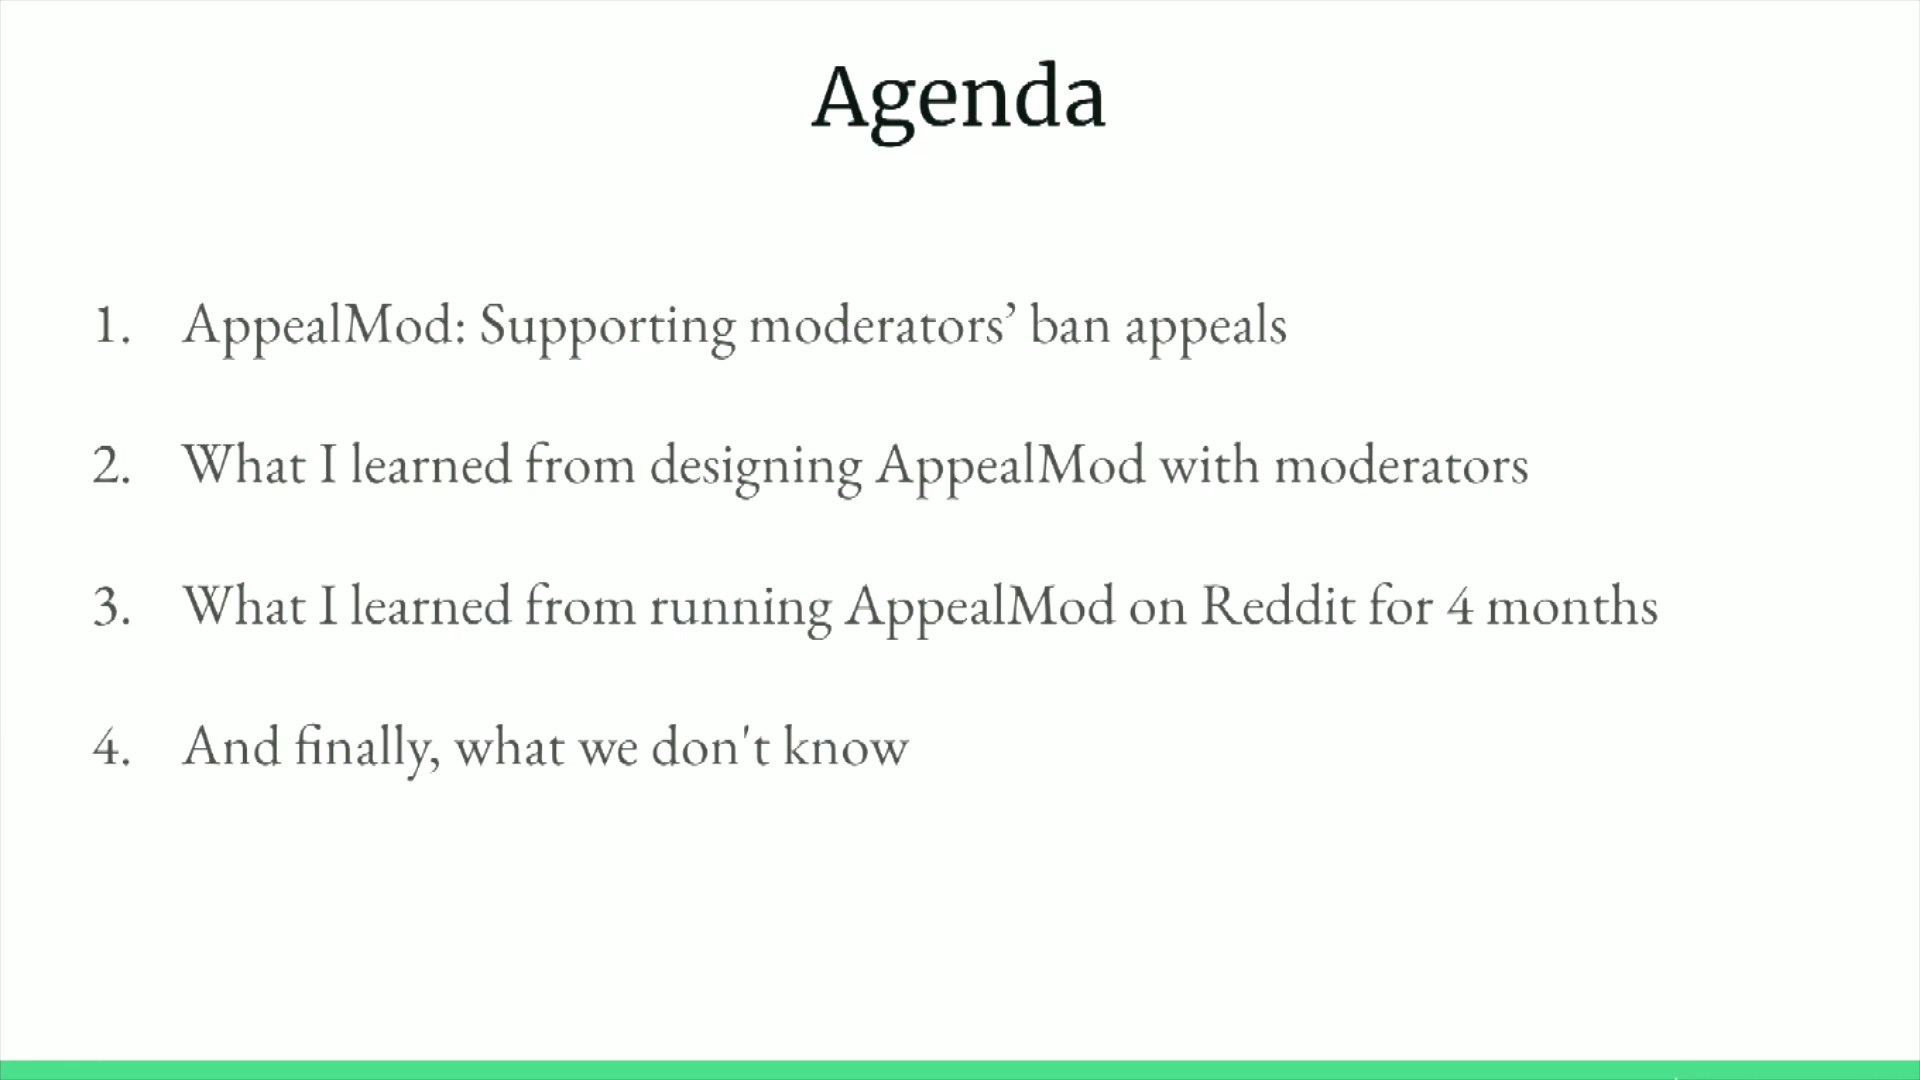 Agenda
1. AppealMod: Supporting moderators’ ban appeals
2. What I learned from designing AppealMod with moderators
3. What I learned from running AppealMod on Reddit for 4 months
4. And finally, what we don't know